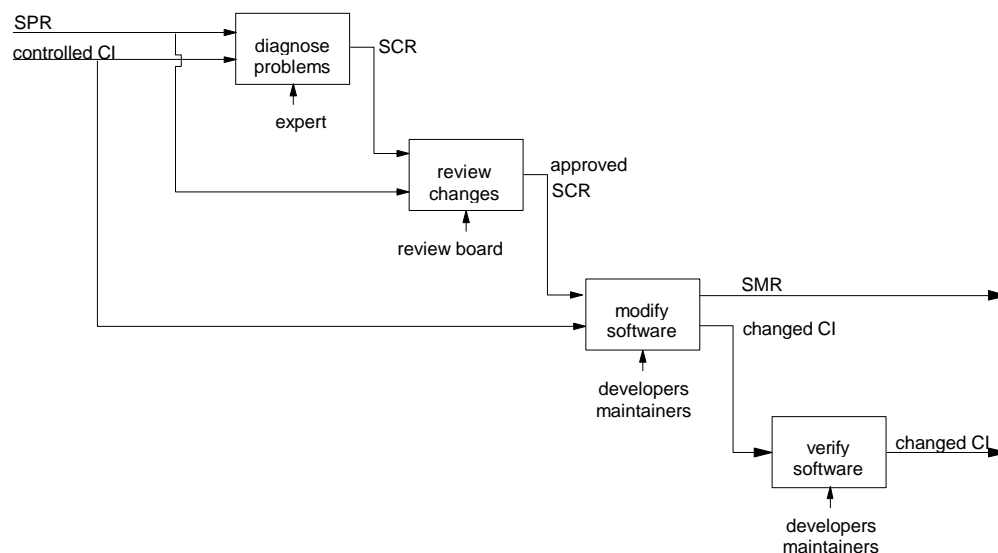 SPR
controlled CI
diagnose
problems
SCR
expert
review
changes
approved
SCR
review board
modify
software
SMR
changed CI
developers
maintainers
verify
software
changed CI
developers
maintainers